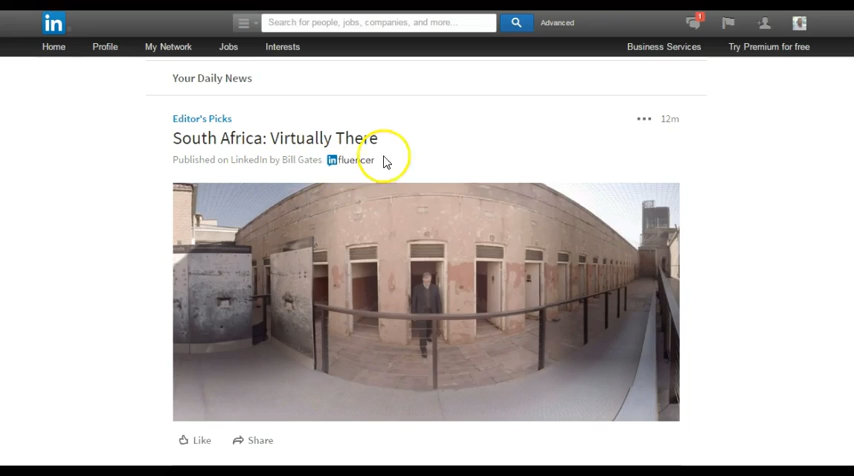 in Search for people, jobs, companies, and more... Advanced 1
Home Profile My Network Jobs Interests Business Services Try Premium for free
Your Daily News
Editor's Picks 12m
South Africa: Virtually There
Published on LinkedIn by Bill Gates influencer
Like Share